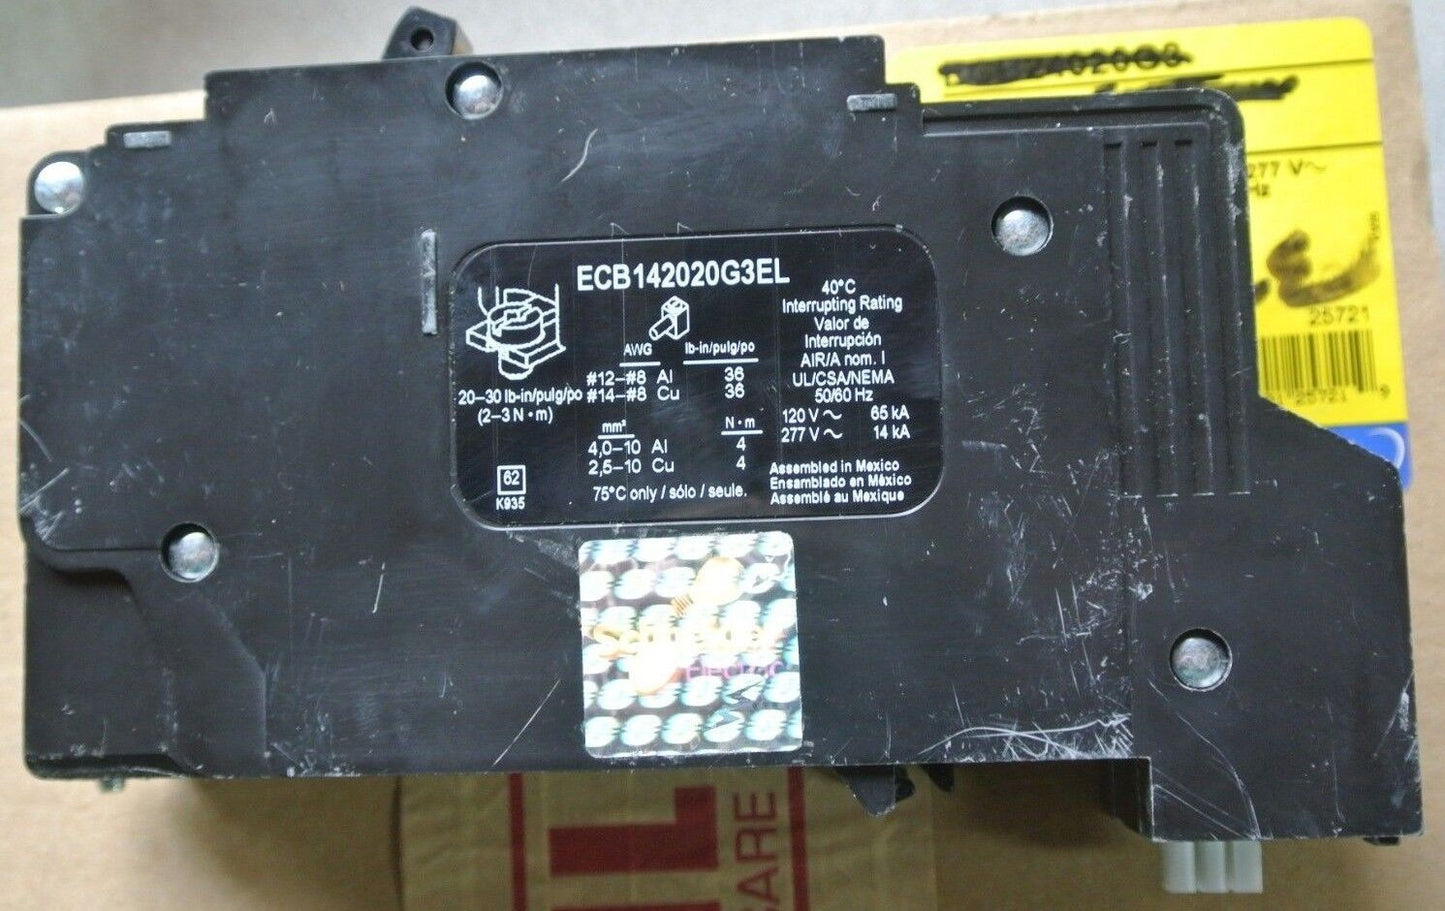 277 V~
Hz
25721
25721 9
ECB142020G3EL
AWG lb-in/pulg/po
#12–#8 Al 36
#14–#8 Cu 36
20–30 lb-in/pulg/po
(2–3 N·m)
mm² N·m
4,0–10 Al 4
2,5–10 Cu 4
75°C only / sólo / seule.
62
K935
40°C
Interrupting Rating
Valor de
Interrupción
AIR/A nom. I
UL/CSA/NEMA
50/60 Hz
120 V ~ 65 kA
277 V ~ 14 kA
Assembled in Mexico
Ensamblado en México
Assemblé au Mexique
Schneider
Electric